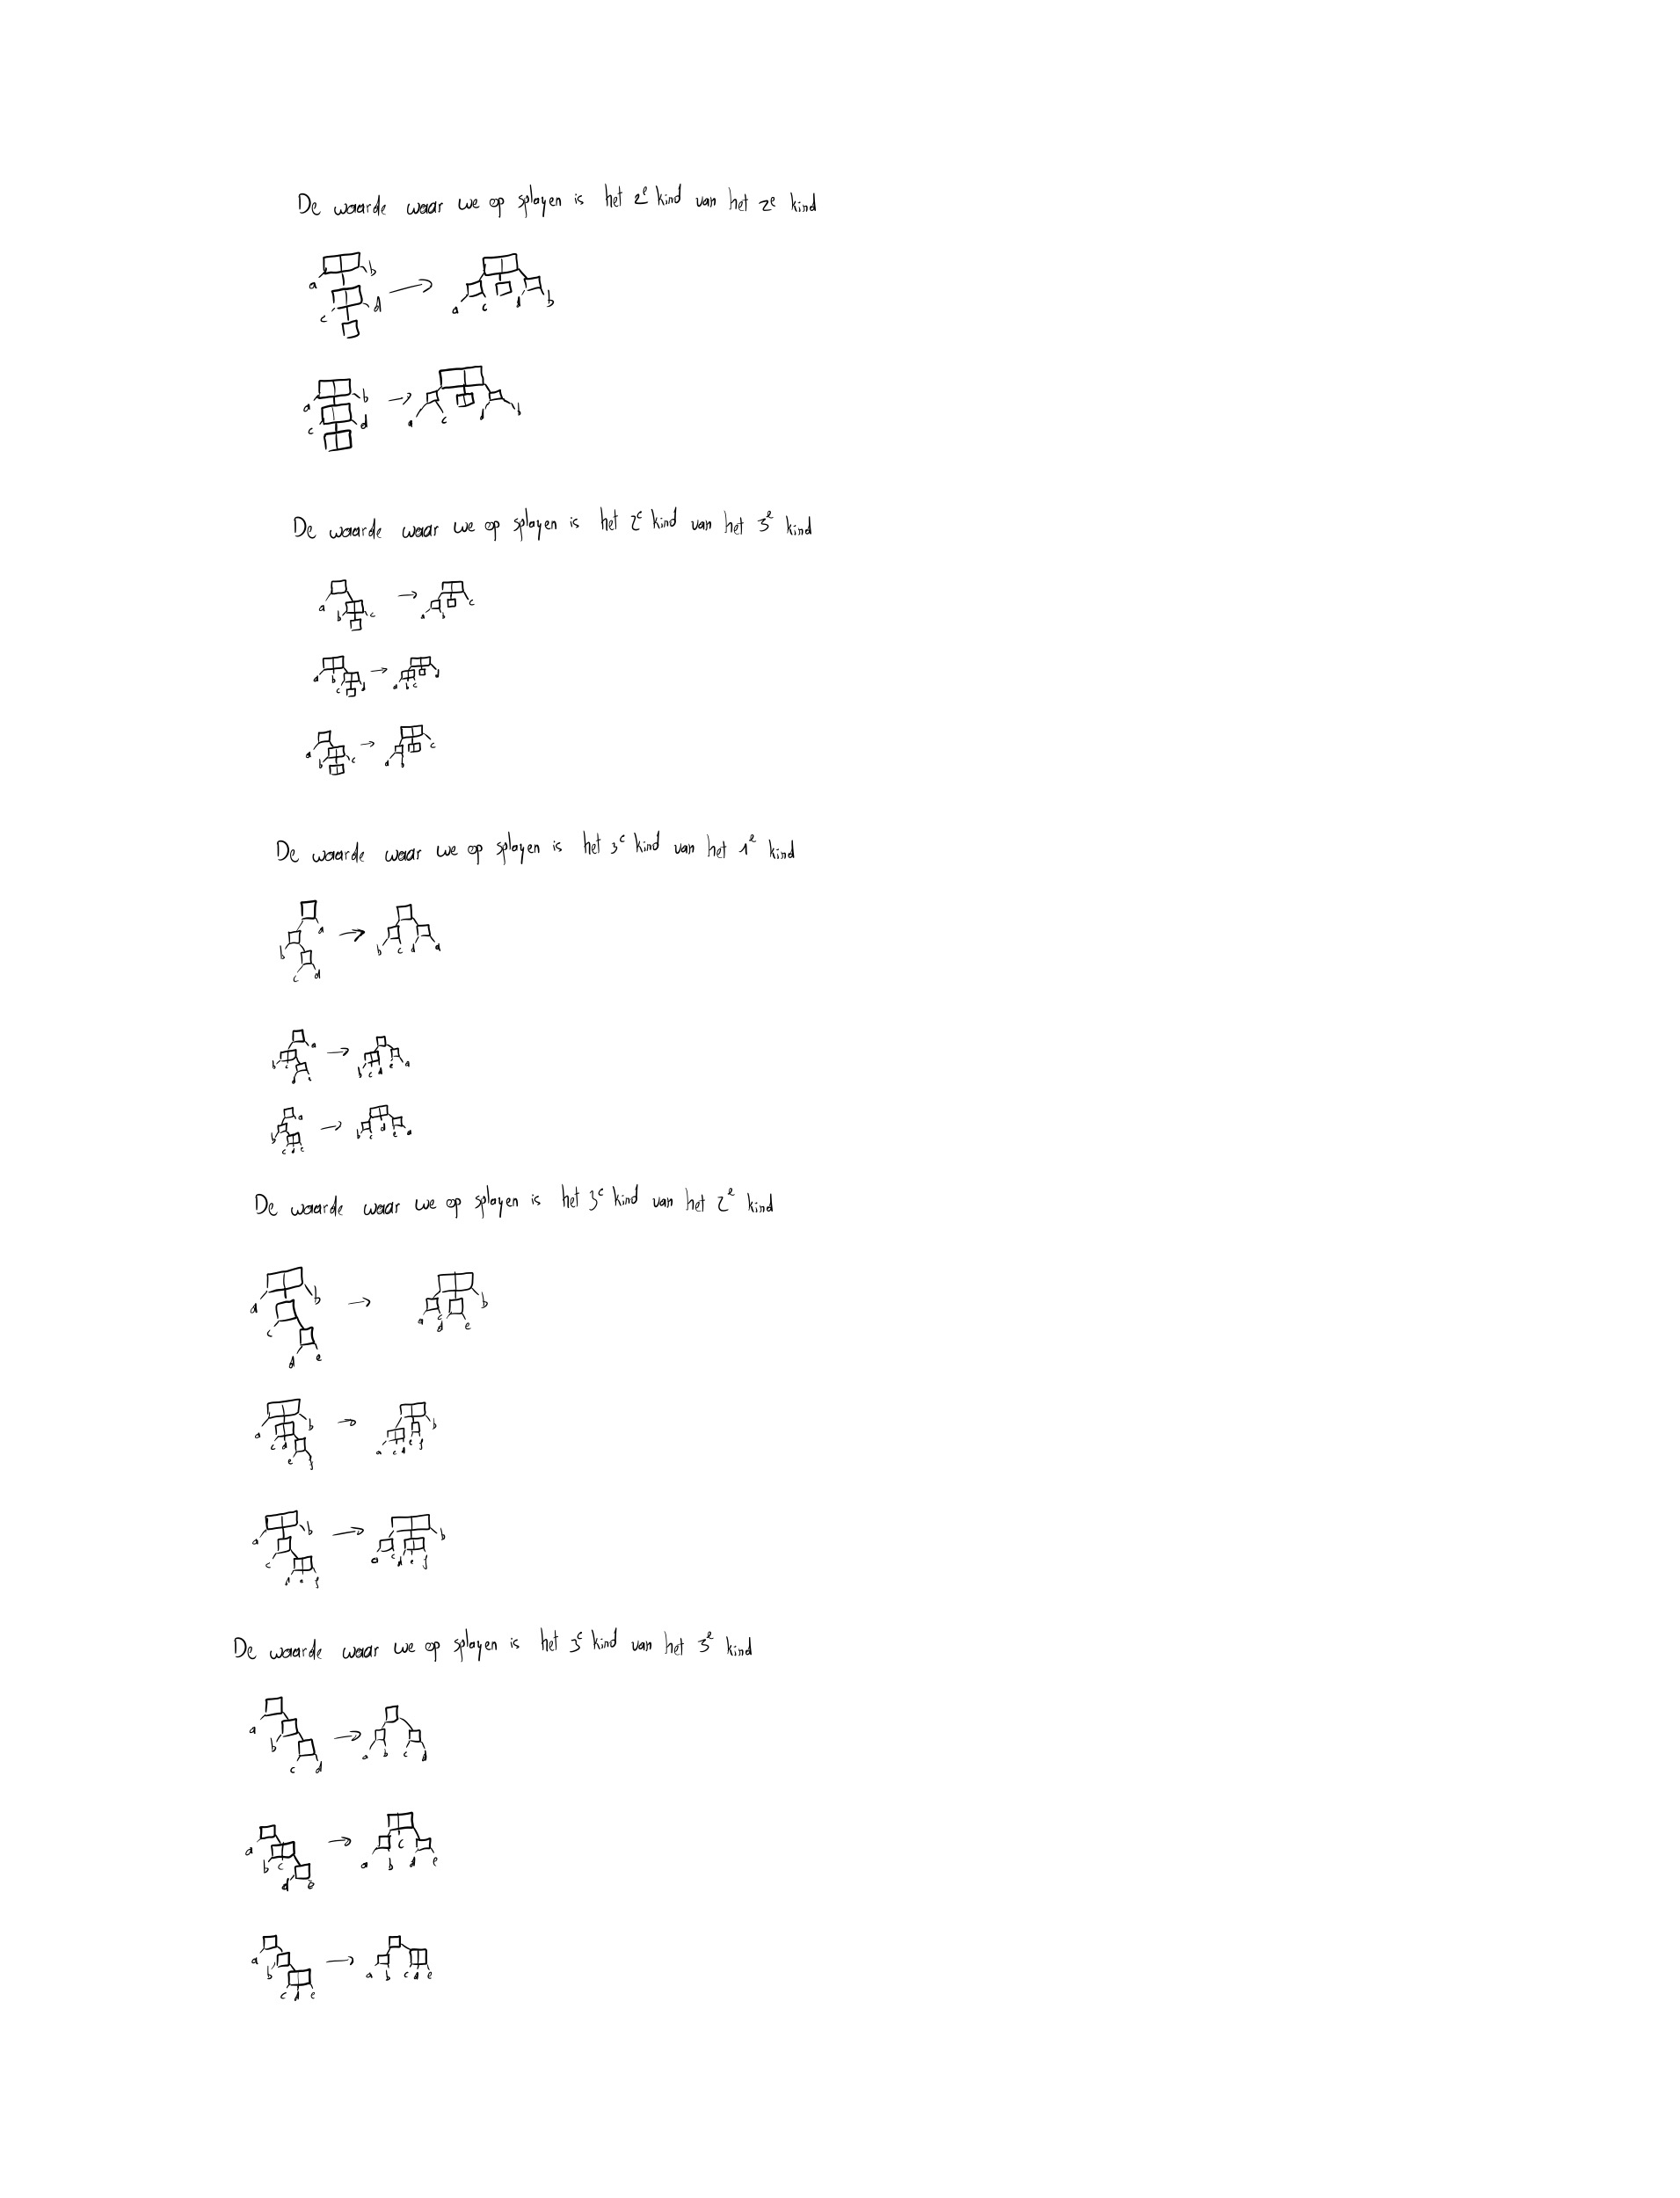 De waarde waar we op splayen is het 2e kind van het 2e kind
a b c d → a c d b
a b c d → a c d b
De waarde waar we op splayen is het 2e kind van het 3e kind
a b c → a b c
a b c d → a b c d
a b c → a b c
De waarde waar we op splayen is het 3e kind van het 1e kind
a b c d → b c d a
a b → b c d e a
a b c d e → b c d e a
De waarde waar we op splayen is het 3e kind van het 2e kind
a b c d e → a c d e b
a b c d e f → a c d e f b
a b c d e f → a c d e f b
De waarde waar we op splayen is het 3e kind van het 3e kind
a b c d → a b c d
a b c d e → a b c d e
a b c d e → a b c d e